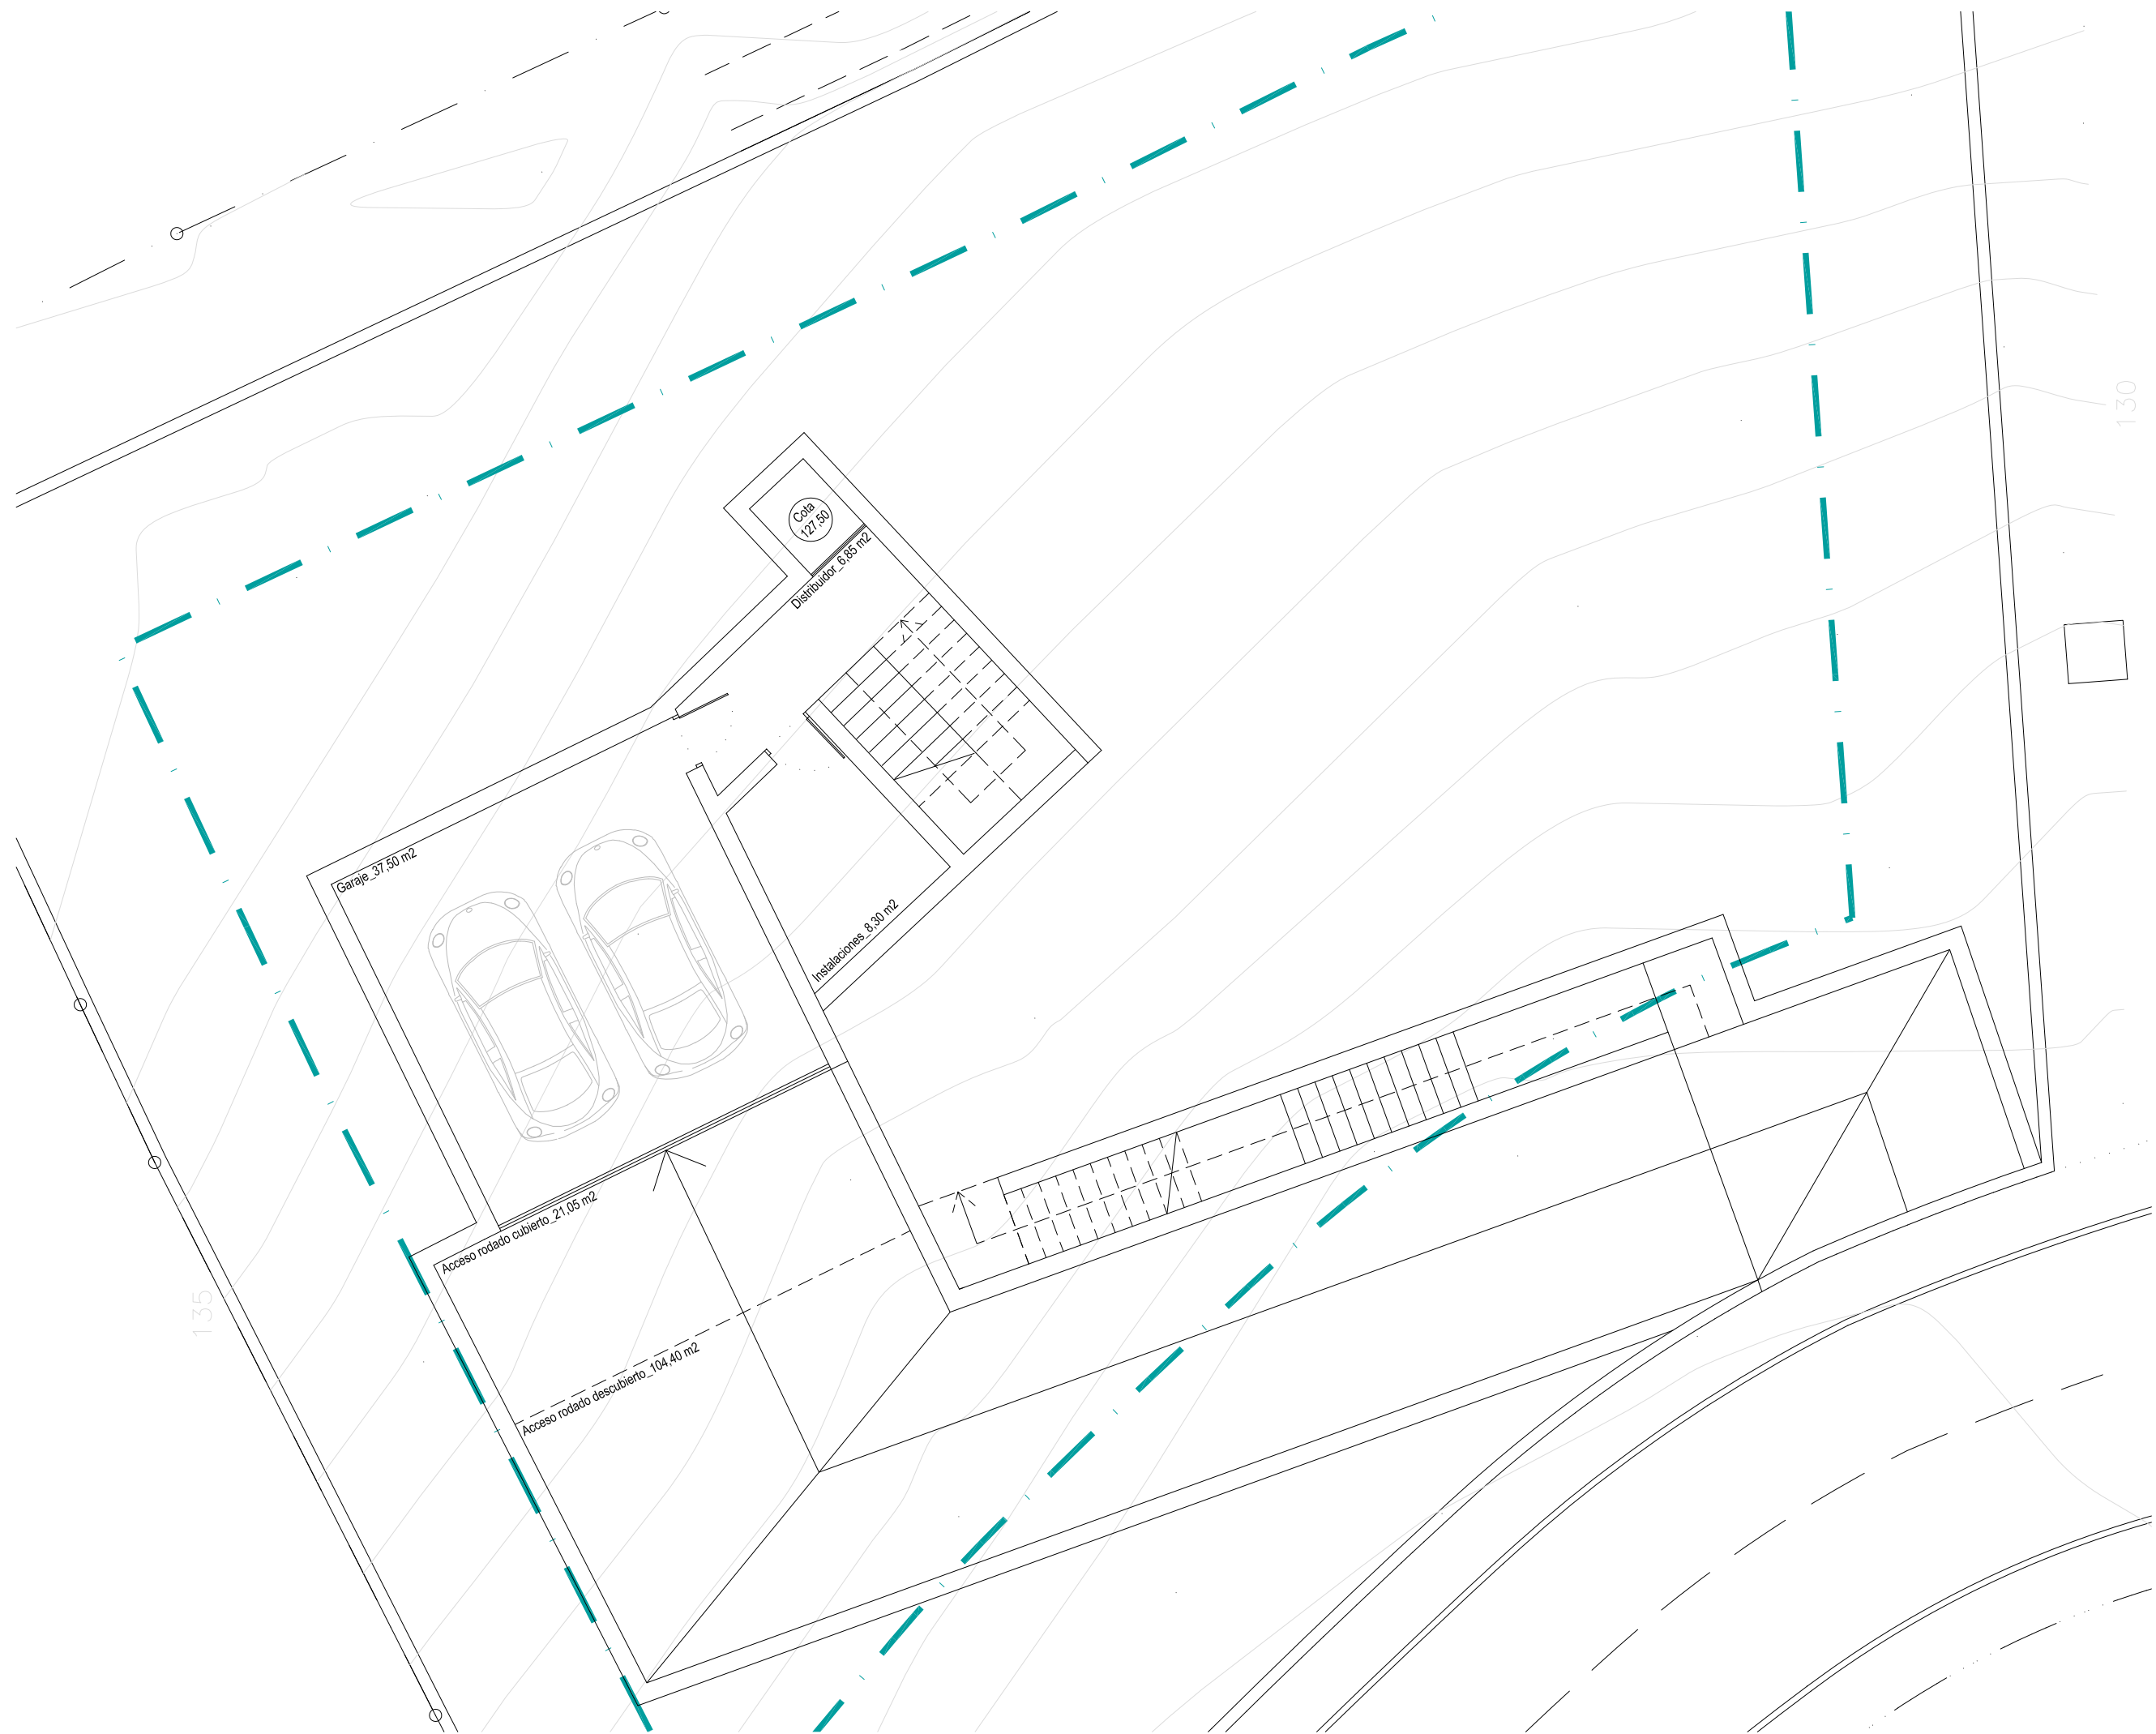 130
Cota
127,50
Distribuidor_6,85 m2
Garaje_37,50 m2
Instalaciones_8,30 m2
Acceso rodado cubierto_21,05 m2
135
Acceso rodado descubierto_104,40 m2